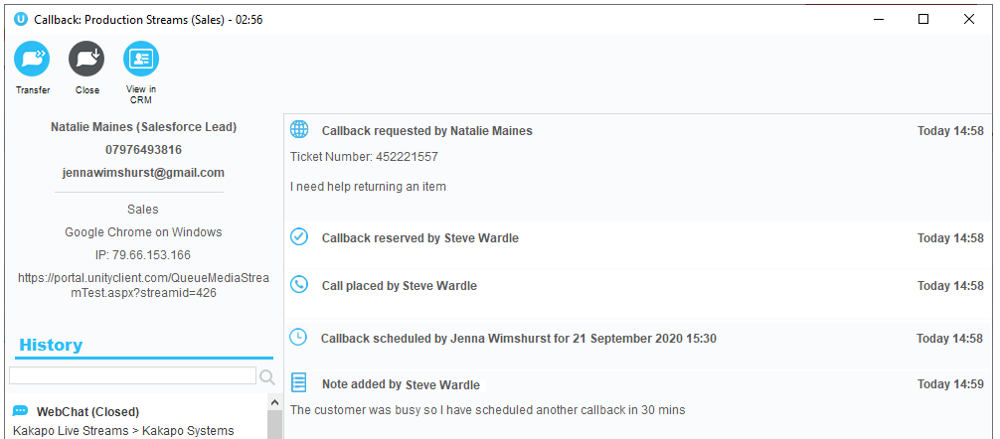 Callback: Production Streams (Sales) - 02:56
Transfer
Close
View in
CRM
Natalie Maines (Salesforce Lead)
07976493816
jennawimshurst@gmail.com
Sales
Google Chrome on Windows
IP: 79.66.153.166
https://portal.unityclient.com/QueueMediaStrea
mTest.aspx?streamid=426
History
WebChat (Closed)
Kakapo Live Streams > Kakapo Systems
Callback requested by Natalie Maines Today 14:58
Ticket Number: 452221557
I need help returning an item
Callback reserved by Steve Wardle Today 14:58
Call placed by Steve Wardle Today 14:58
Callback scheduled by Jenna Wimshurst for 21 September 2020 15:30 Today 14:58
Note added by Steve Wardle Today 14:59
The customer was busy so I have scheduled another callback in 30 mins